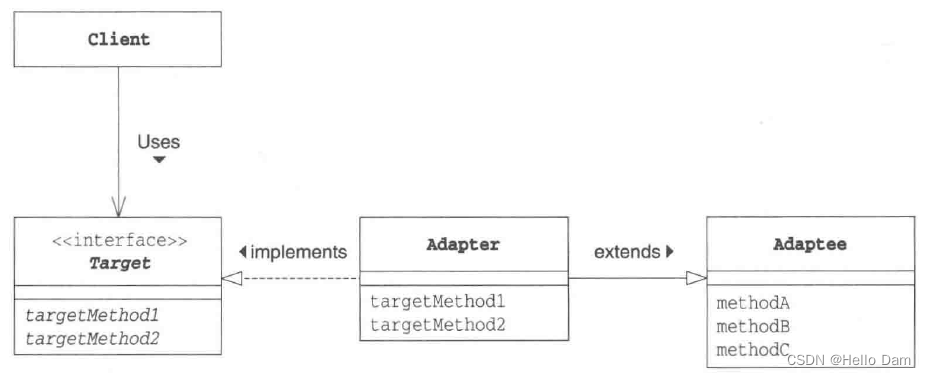 Client
Uses
<<interface>>
Target
targetMethod1
targetMethod2
implements
Adapter
targetMethod1
targetMethod2
extends
Adaptee
methodA
methodB
methodC
CSDN @Hello Dam